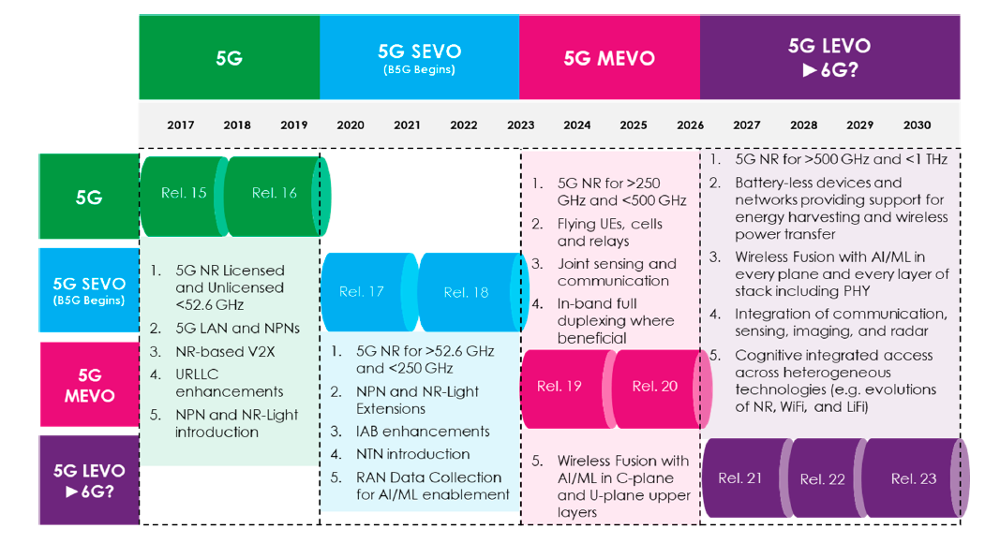 5G
5G SEVO
(B5G Begins)
5G MEVO
5G LEVO
►6G?
2017 2018 2019 2020 2021 2022 2023 2024 2025 2026 2027 2028 2029 2030
5G
Rel. 15 Rel. 16
1. 5G NR Licensed
and Unlicensed
<52.6 GHz
2. 5G LAN and NPNs
3. NR-based V2X
4. URLLC
enhancements
5. NPN and NR-Light
introduction
5G SEVO
(B5G Begins)
Rel. 17 Rel. 18
1. 5G NR for >52.6 GHz
and <250 GHz
2. NPN and NR-Light
Extensions
3. IAB enhancements
4. NTN introduction
5. RAN Data Collection
for AI/ML enablement
5G
MEVO
1. 5G NR for >250
GHz and <500 GHz
2. Flying UEs, cells
and relays
3. Joint sensing and
communication
4. In-band full
duplexing where
beneficial
Rel. 19 Rel. 20
5. Wireless Fusion with
AI/ML in C-plane
and U-plane upper
layers
5G LEVO
►6G?
1. 5G NR for >500 GHz and <1 THz
2. Battery-less devices and
networks providing support for
energy harvesting and wireless
power transfer
3. Wireless Fusion with AI/ML in
every plane and every layer of
stack including PHY
4. Integration of communication,
sensing, imaging, and radar
5. Cognitive integrated access
across heterogeneous
technologies (e.g. evolutions
of NR, WiFi, and LiFi)
Rel. 21 Rel. 22 Rel. 23